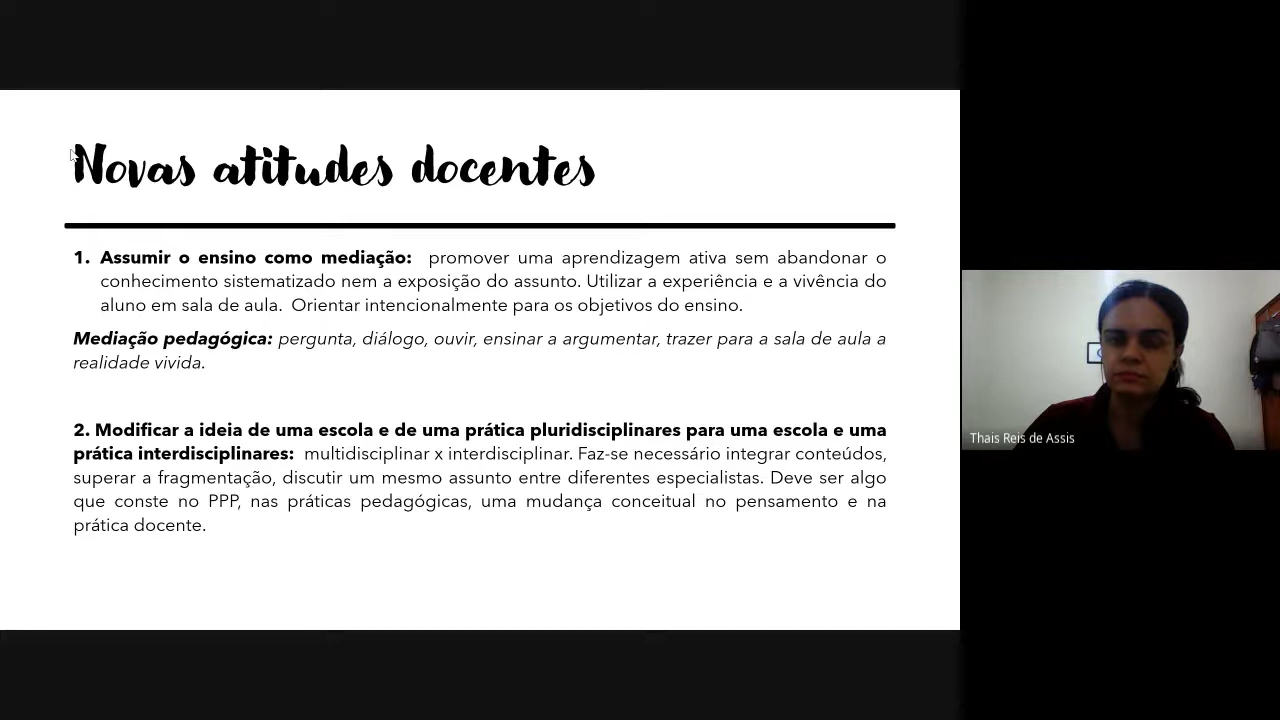 Novas atitudes docentes
1. Assumir o ensino como mediação: promover uma aprendizagem ativa sem abandonar o
conhecimento sistematizado nem a exposição do assunto. Utilizar a experiência e a vivência do
aluno em sala de aula. Orientar intencionalmente para os objetivos do ensino.
Mediação pedagógica: pergunta, diálogo, ouvir, ensinar a argumentar, trazer para a sala de aula a
realidade vivida.
2. Modificar a ideia de uma escola e de uma prática pluridisciplinares para uma escola e uma
prática interdisciplinares: multidisciplinar x interdisciplinar. Faz-se necessário integrar conteúdos,
superar a fragmentação, discutir um mesmo assunto entre diferentes especialistas. Deve ser algo
que conste no PPP, nas práticas pedagógicas, uma mudança conceitual no pensamento e na
prática docente.
Thais Reis de Assis